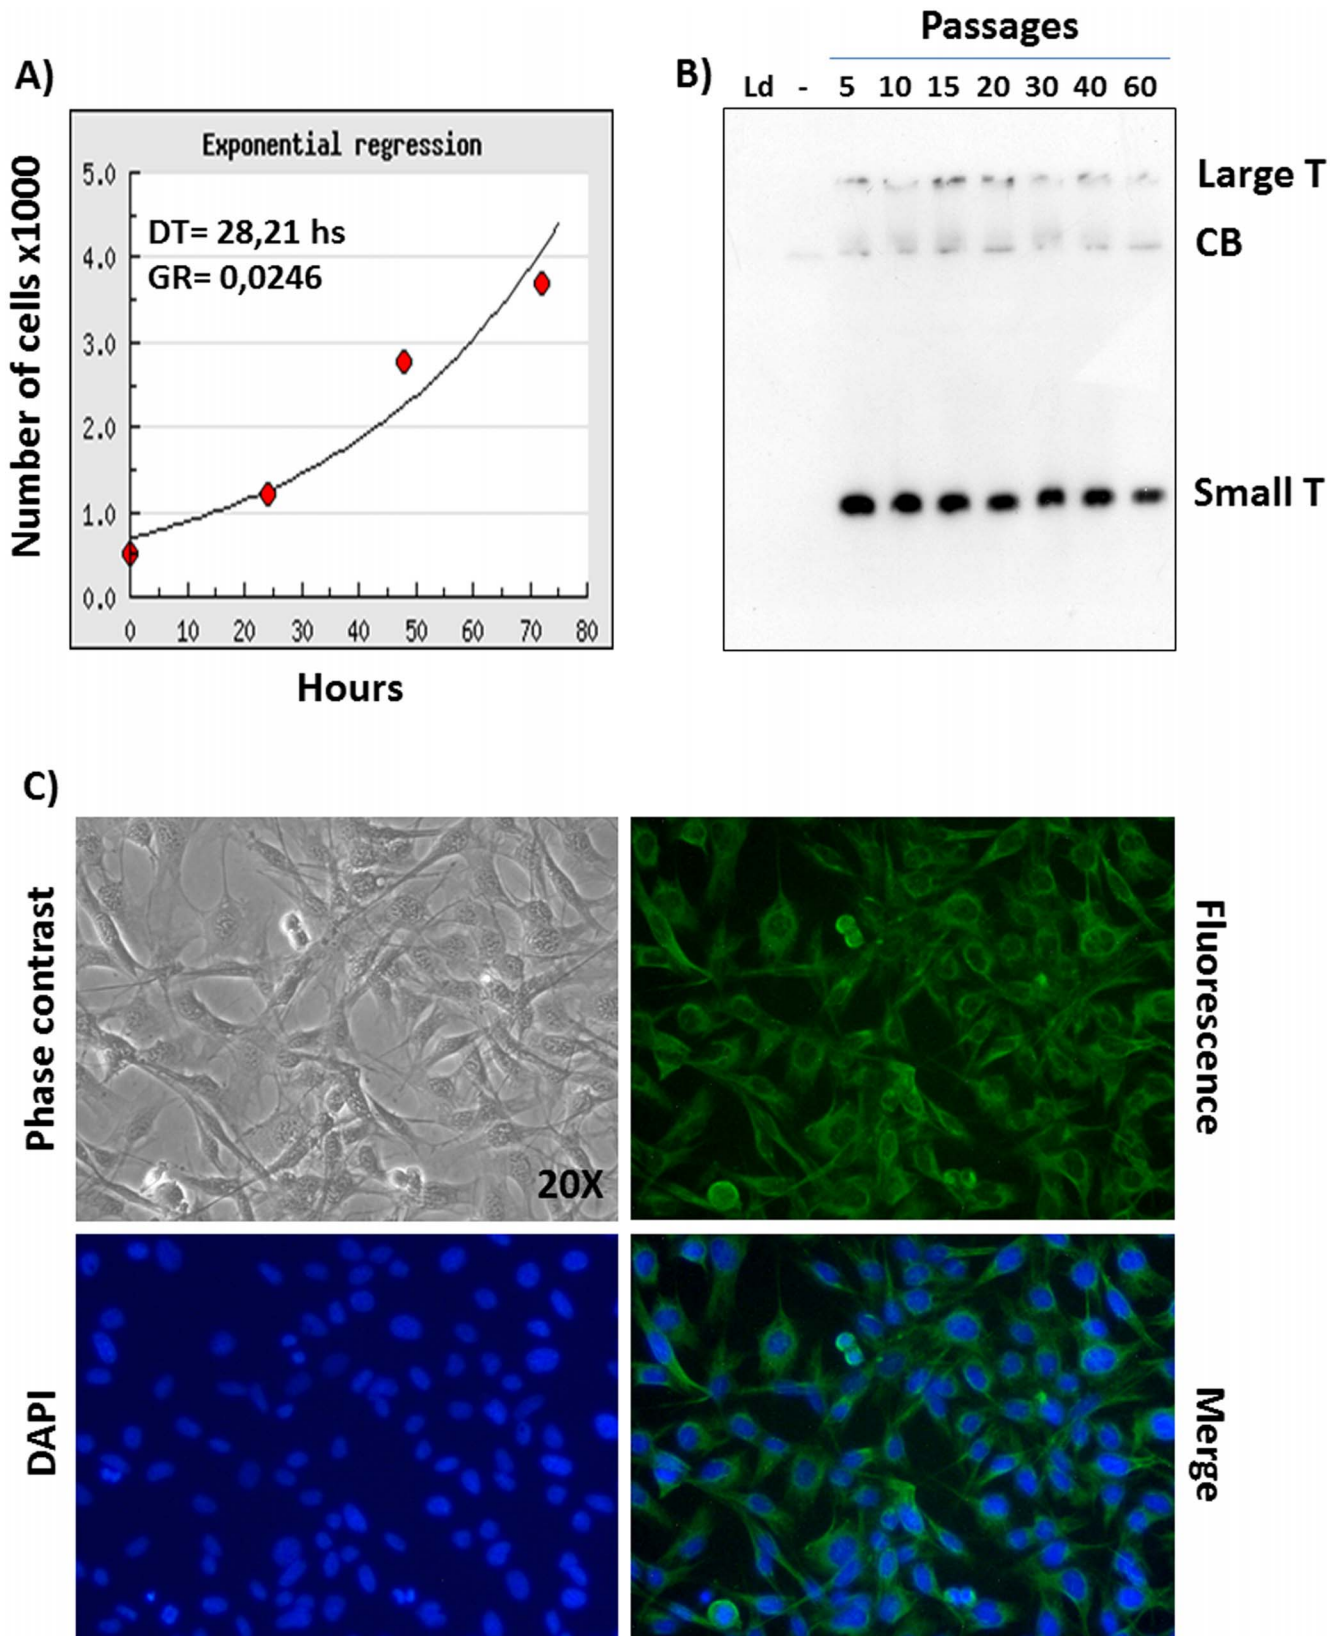 A)
Exponential regression
DT= 28,21 hs
GR= 0,0246
Number of cells x1000
5.0
4.0
3.0
2.0
1.0
0.0
0 10 20 30 40 50 60 70 80
Hours
B)
Passages
Ld - 5 10 15 20 30 40 60
Large T
CB
Small T
C)
Phase contrast
20X
Fluorescence
DAPI
Merge